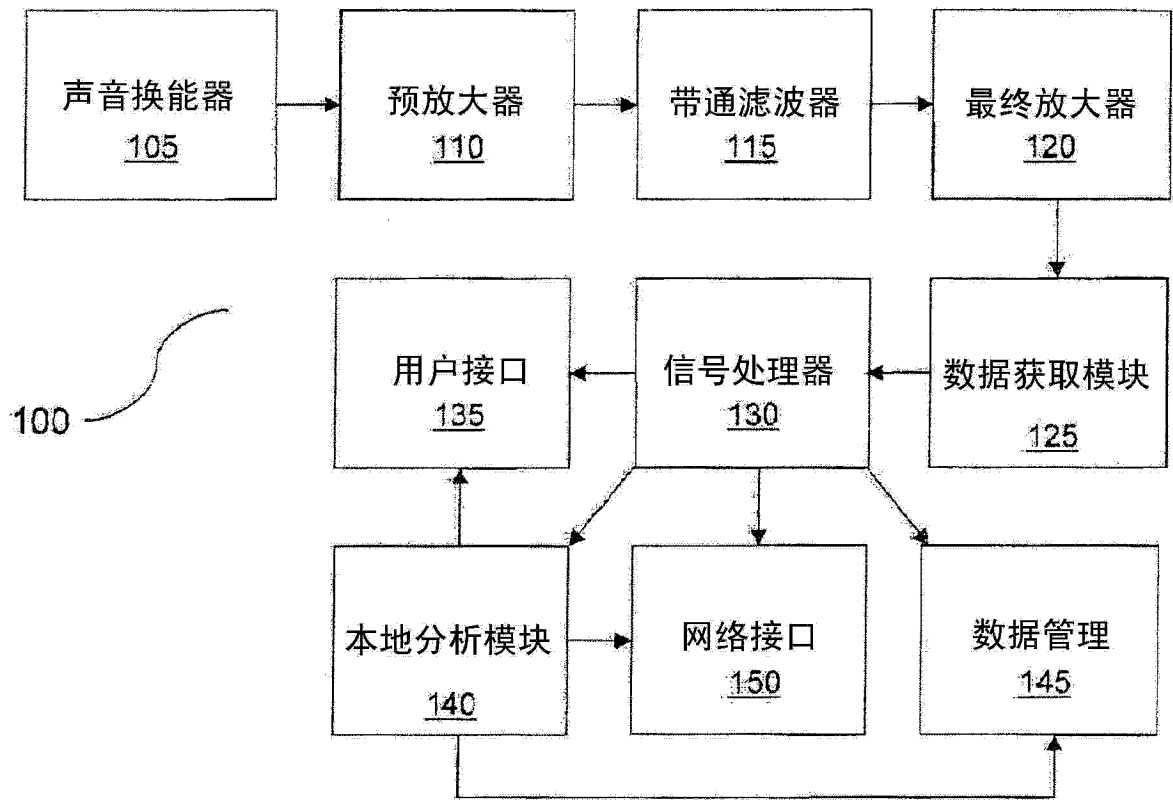 声音换能器
105
预放大器
110
带通滤波器
115
最终放大器
120
用户接口
135
信号处理器
130
数据获取模块
125
100
本地分析模块
140
网络接口
150
数据管理
145